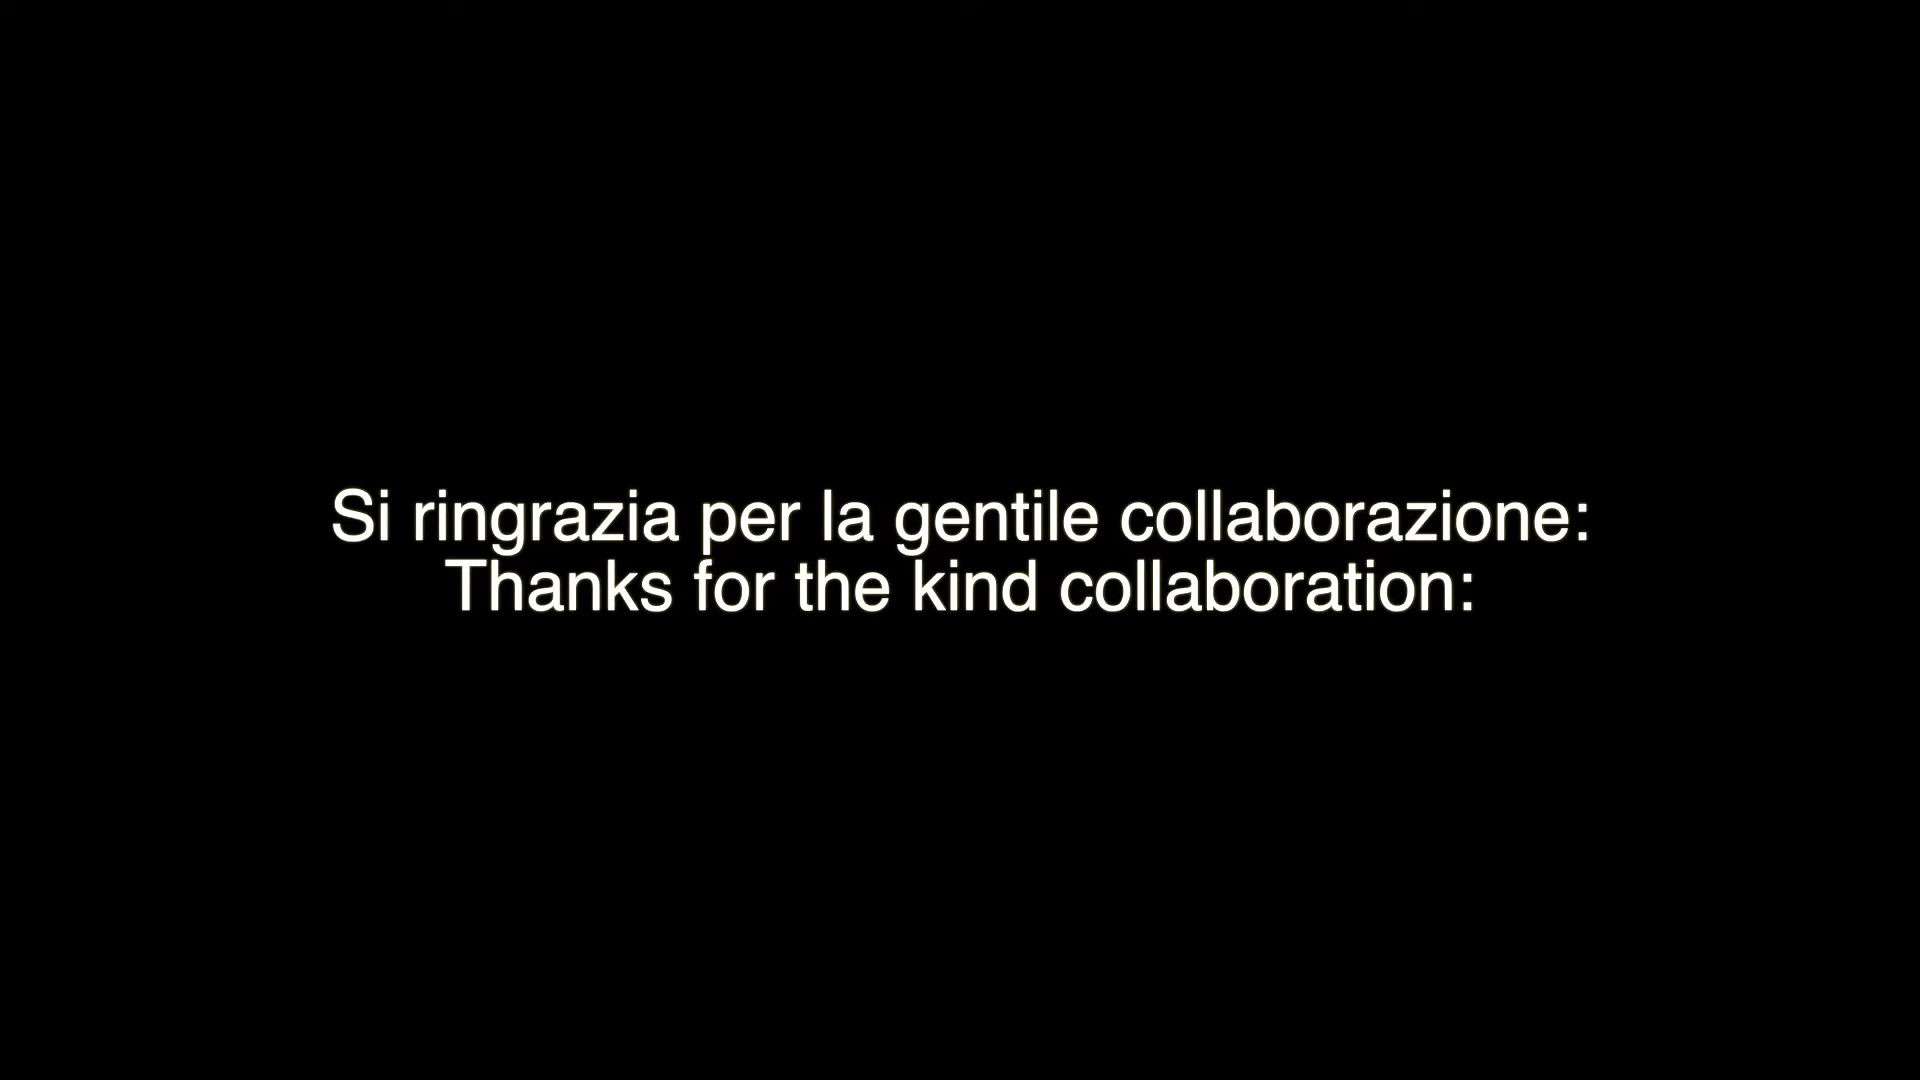 Si ringrazia per la gentile collaborazione:
Thanks for the kind collaboration: